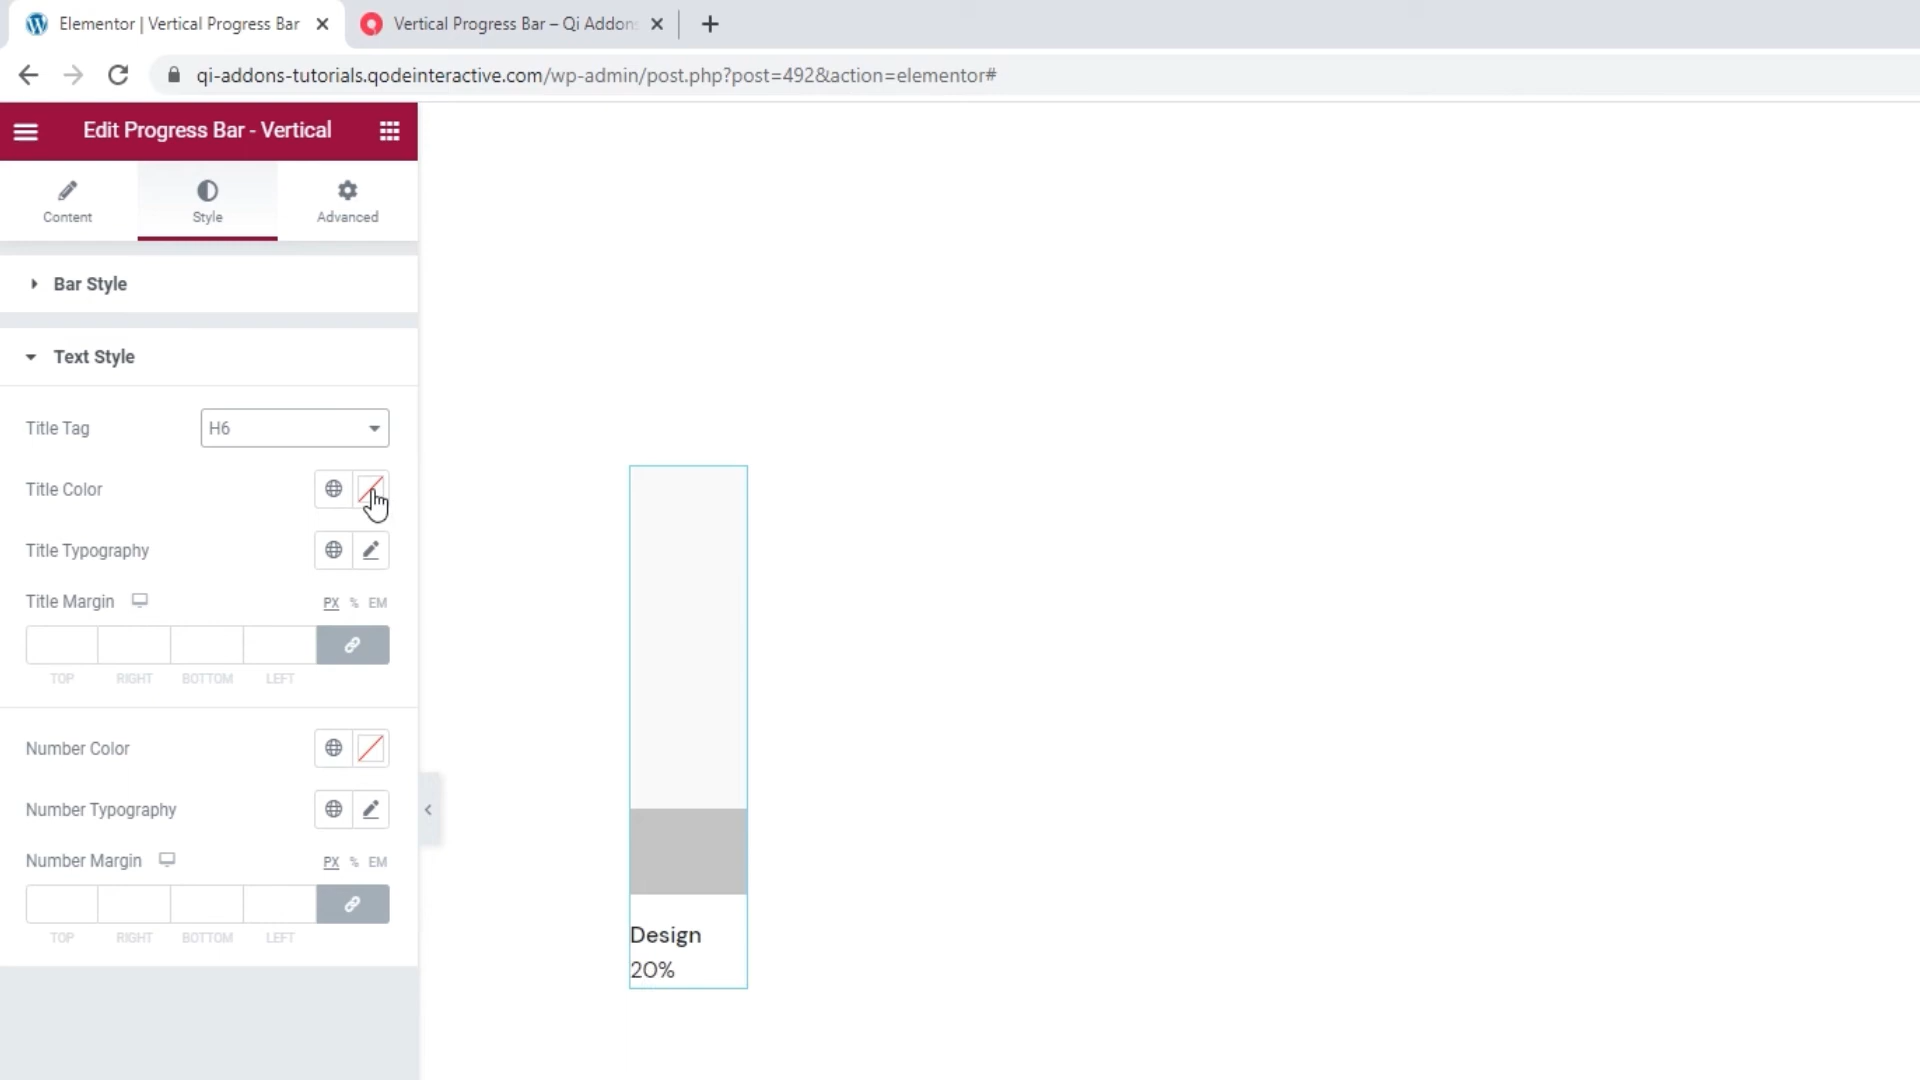 Elementor | Vertical Progress Bar
Vertical Progress Bar – Qi Addons
qi-addons-tutorials.qodeinteractive.com/wp-admin/post.php?post=492&action=elementor#
Edit Progress Bar - Vertical
Content
Style
Advanced
Bar Style
Text Style
Title Tag
H6
Title Color
Title Typography
Title Margin
PX % EM
TOP RIGHT BOTTOM LEFT
Number Color
Number Typography
Number Margin
PX % EM
TOP RIGHT BOTTOM LEFT
Design
20%